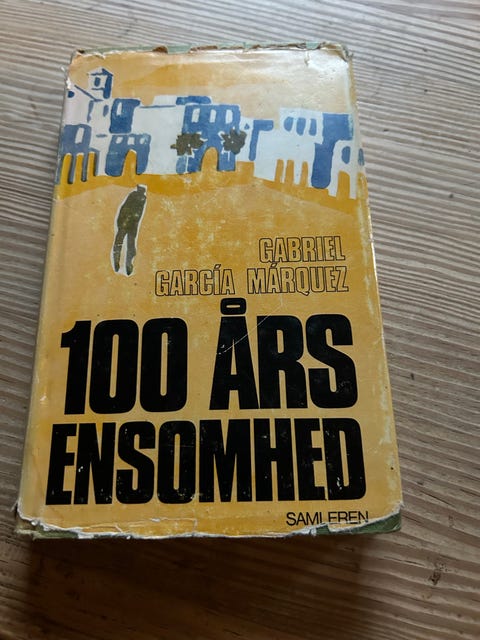 GABRIEL
GARCÍA MÁRQUEZ
100 ÅRS
ENSOMHED
SAMLEREN